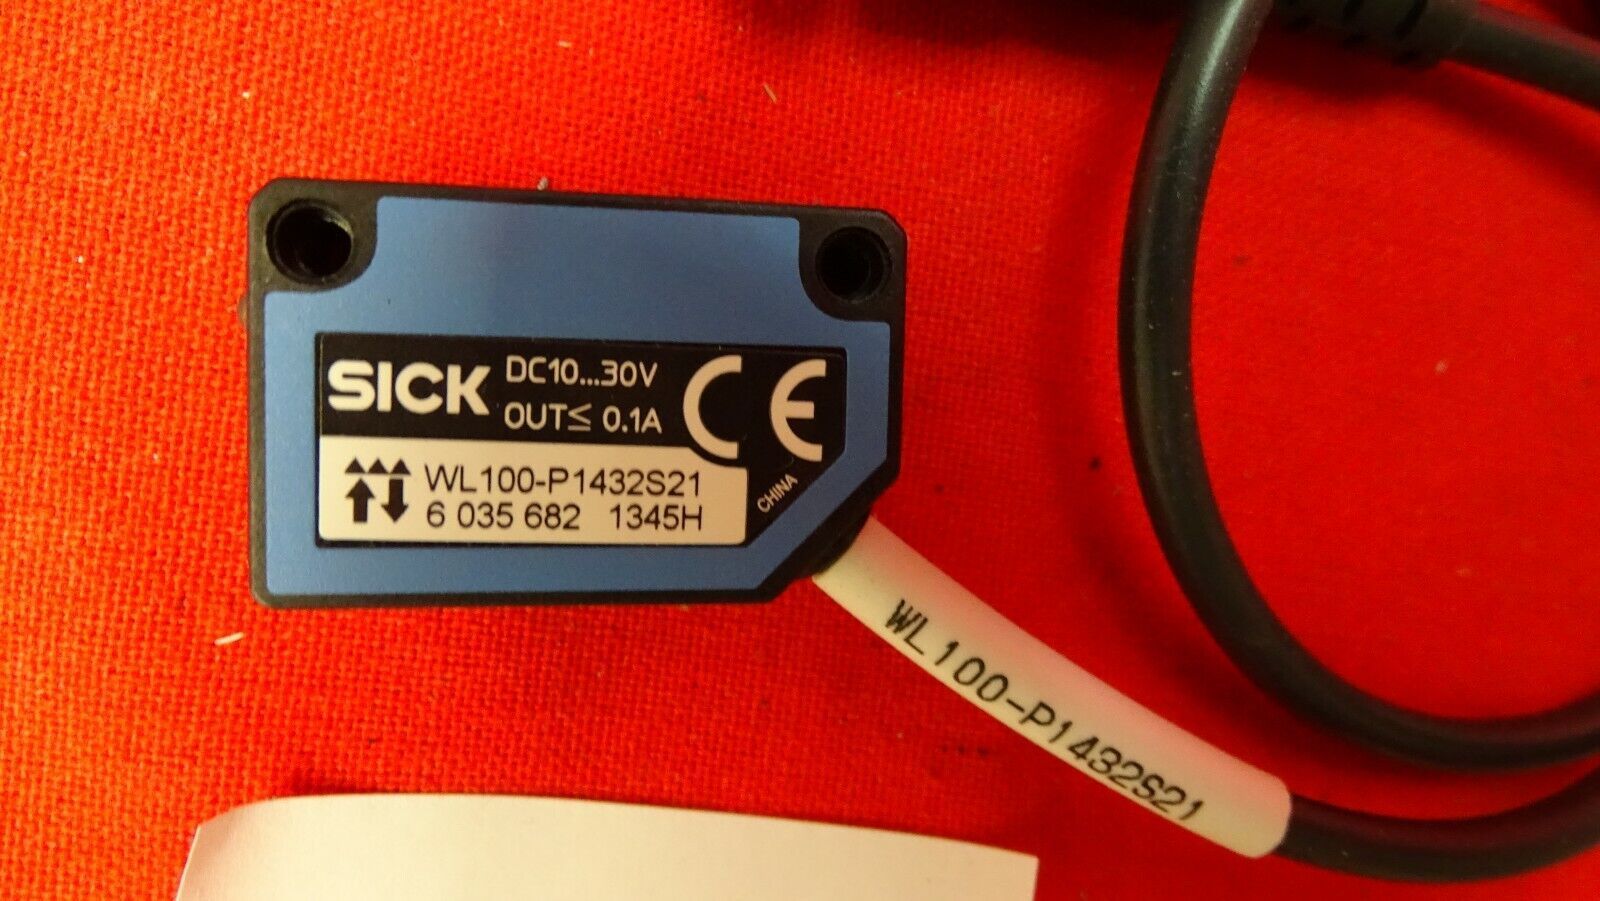 SICK
DC10...30V
OUT≤ 0.1A
CE
WL100-P1432S21
6 035 682 1345H
CHINA
WL100-P1432S21